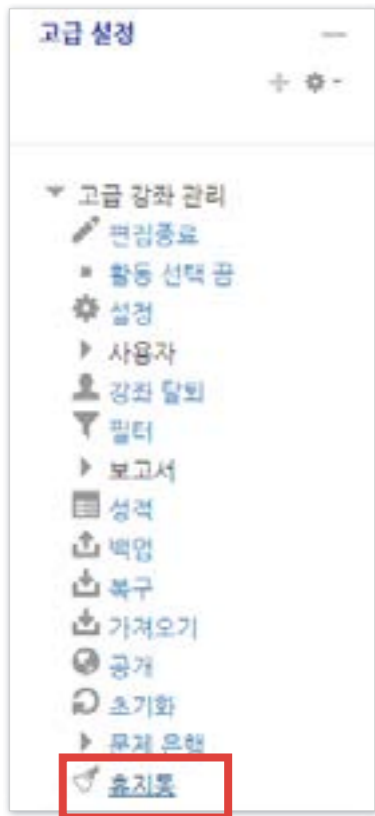 고급 설정
고급 강좌 관리
편집종료
활동 선택 끔
설정
사용자
강좌 탈퇴
필터
보고서
성적
백업
복구
가져오기
공개
초기화
문제 은행
휴지통